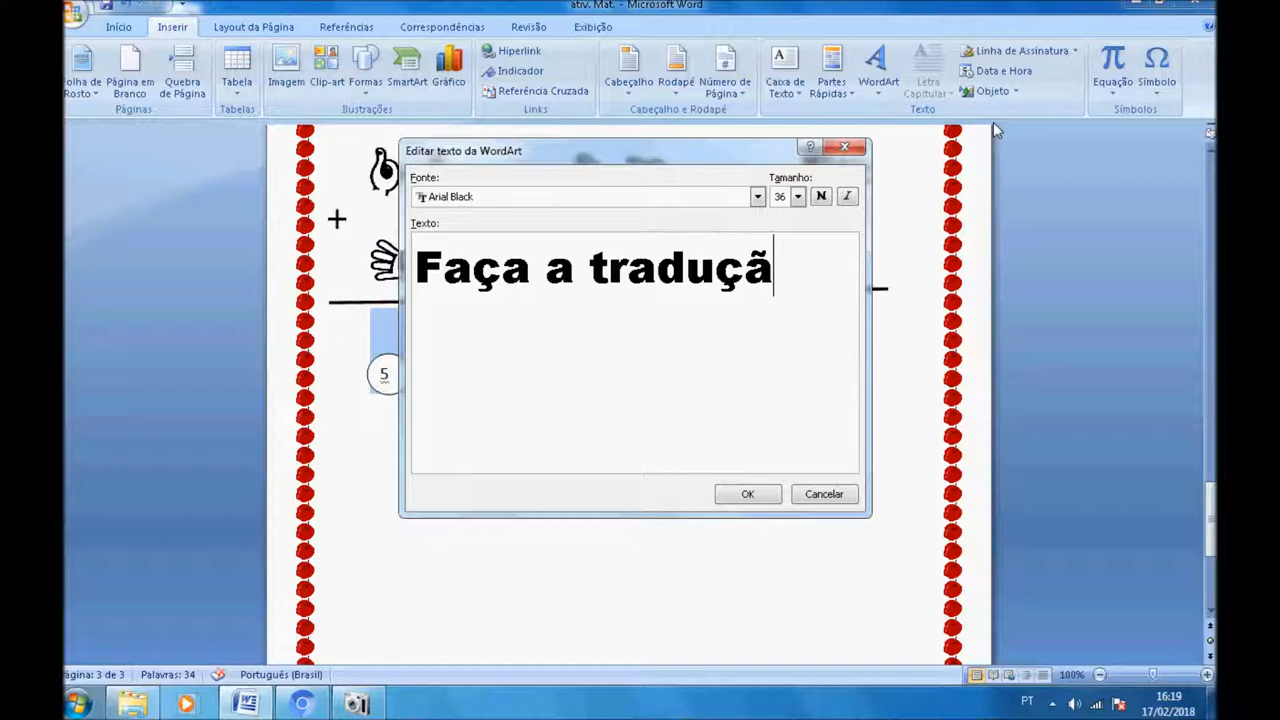 ativ. Mat. - Microsoft Word
Início Inserir Layout da Página Referências Correspondências Revisão Exibição
Folha de Rosto
Página em Branco
Quebra de Página
Páginas
Tabela
Tabelas
Imagem
Clip-art
Formas
SmartArt
Gráfico
Ilustrações
Hiperlink
Indicador
Referência Cruzada
Links
Cabeçalho
Rodapé
Número de Página
Cabeçalho e Rodapé
Caixa de Texto
Partes Rápidas
WordArt
Letra Capitular
Linha de Assinatura
Data e Hora
Objeto
Texto
Equação
Símbolo
Símbolos
Editar texto da WordArt
Fonte:
Tamanho:
Arial Black
36
N
I
Texto:
Faça a traduçã
+
5
OK
Cancelar
ágina: 3 de 3 Palavras: 34 Português (Brasil) 100%
PT
16:19
17/02/2018